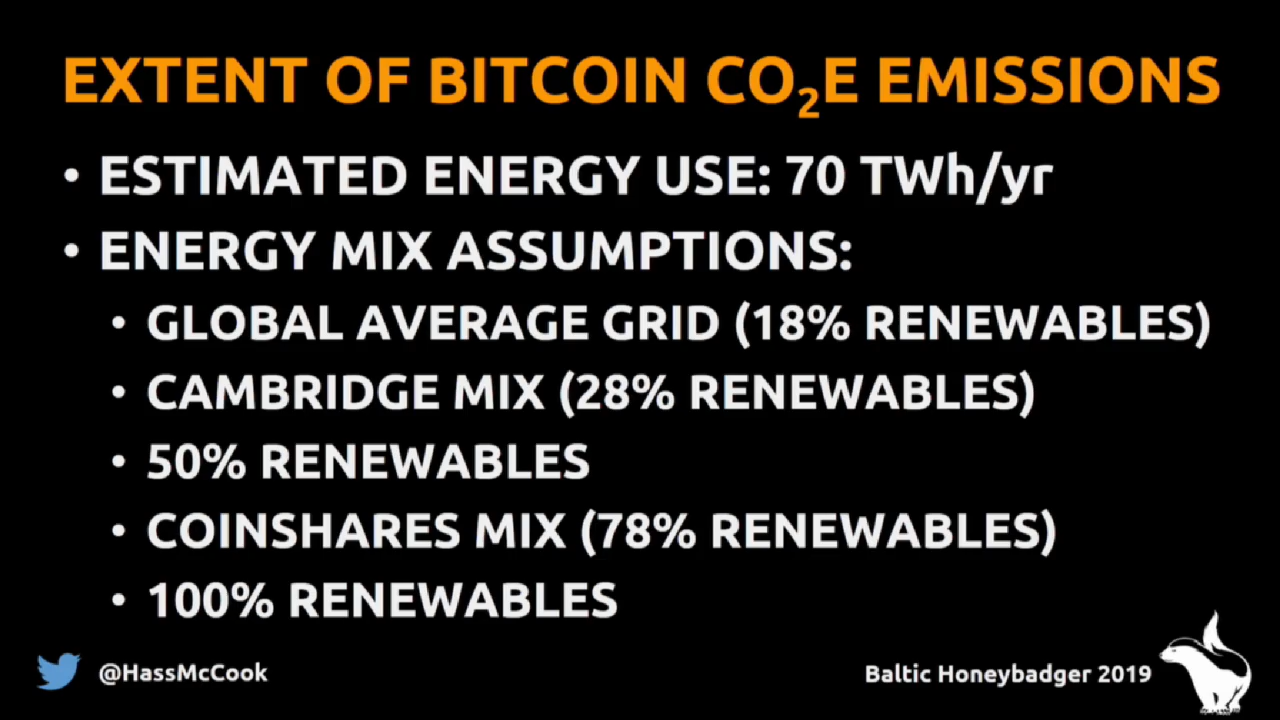 EXTENT OF BITCOIN CO₂E EMISSIONS
• ESTIMATED ENERGY USE: 70 TWh/yr
• ENERGY MIX ASSUMPTIONS:
• GLOBAL AVERAGE GRID (18% RENEWABLES)
• CAMBRIDGE MIX (28% RENEWABLES)
• 50% RENEWABLES
• COINSHARES MIX (78% RENEWABLES)
• 100% RENEWABLES
@HassMcCook
Baltic Honeybadger 2019